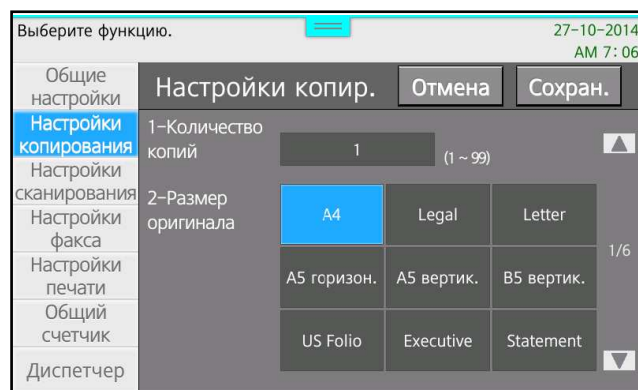 Выберите функцию.
27-10-2014
AM 7:06
Общие
настройки
Настройки
копирования
Настройки
сканирования
Настройки
факса
Настройки
печати
Общий
счетчик
Диспетчер
Настройки копир.
Отмена
Сохран.
1-Количество
копий
1
(1 ~ 99)
2-Размер
оригинала
A4
Legal
Letter
A5 горизон.
A5 вертик.
B5 вертик.
US Folio
Executive
Statement
1/6